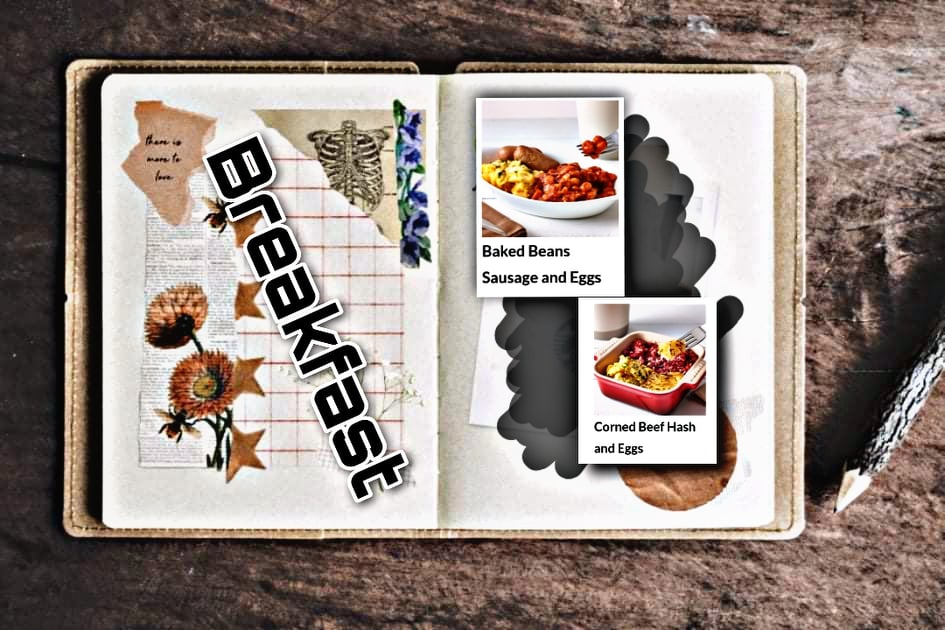 there is
more to
love
Breakfast
Baked Beans
Sausage and Eggs
Corned Beef Hash
and Eggs